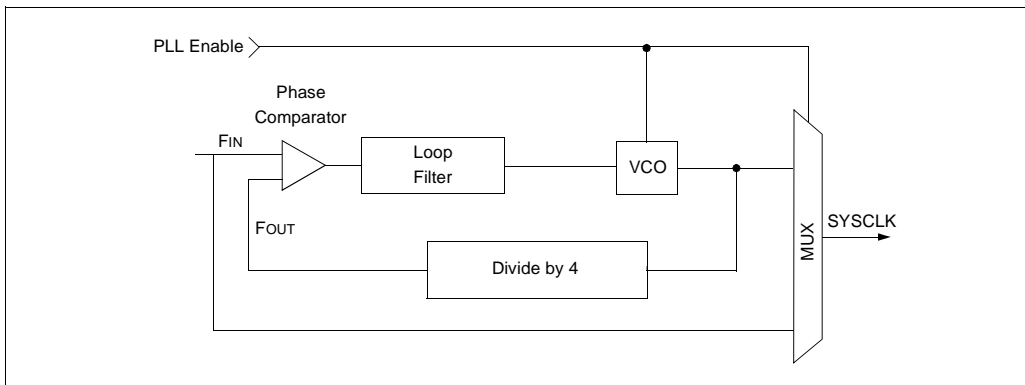 PLL Enable
Phase
Comparator
FIN
Loop
Filter
VCO
SYSCLK
MUX
FOUT
Divide by 4